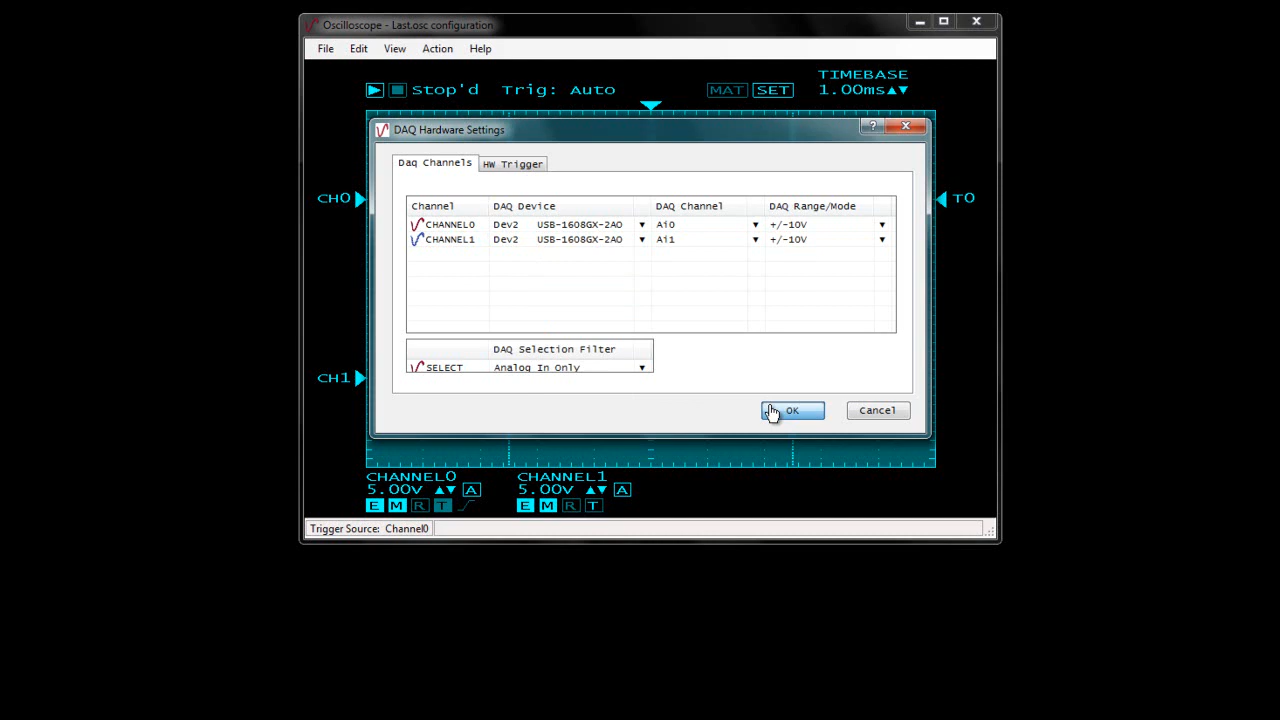 Oscilloscope - Last.osc configuration
File Edit View Action Help
TIMEBASE
Stop'd Trig: Auto MAT SET 1.00ms
DAQ Hardware Settings
Daq Channels HW Trigger
CH0 T0
Channel DAQ Device DAQ Channel DAQ Range/Mode
CHANNEL0 Dev2 USB-1608GX-2AO Ai0 +/-10V
CHANNEL1 Dev2 USB-1608GX-2AO Ai1 +/-10V
DAQ Selection Filter
SELECT Analog In Only
CH1
OK Cancel
CHANNEL0 CHANNEL1
5.00V A 5.00V A
E M R T E M R T
Trigger Source: Channel0